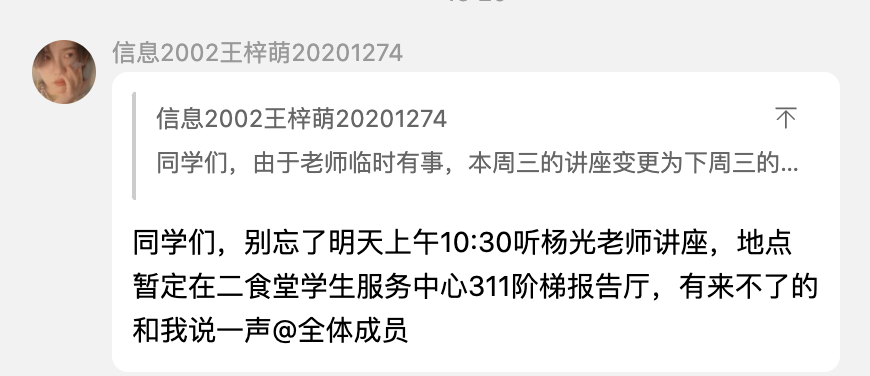 信息2002王梓萌20201274
信息2002王梓萌20201274
同学们，由于老师临时有事，本周三的讲座变更为下周三的...
同学们，别忘了明天上午10:30听杨光老师讲座，地点
暂定在二食堂学生服务中心311阶梯报告厅，有来不了的
和我说一声@全体成员